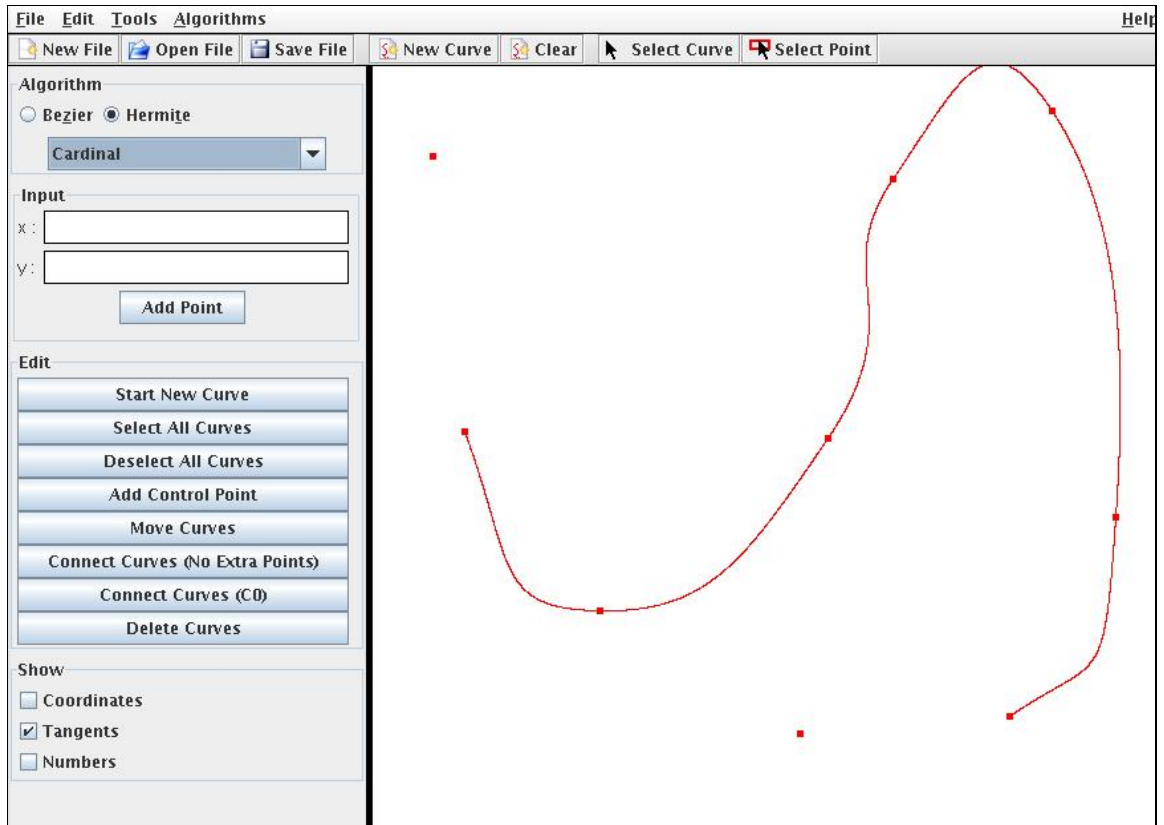 File Edit Tools Algorithms Help
New File Open File Save File New Curve Clear Select Curve Select Point
Algorithm
Bezier Hermite
Cardinal
Input
x :
y :
Add Point
Edit
Start New Curve
Select All Curves
Deselect All Curves
Add Control Point
Move Curves
Connect Curves (No Extra Points)
Connect Curves (C0)
Delete Curves
Show
Coordinates
Tangents
Numbers